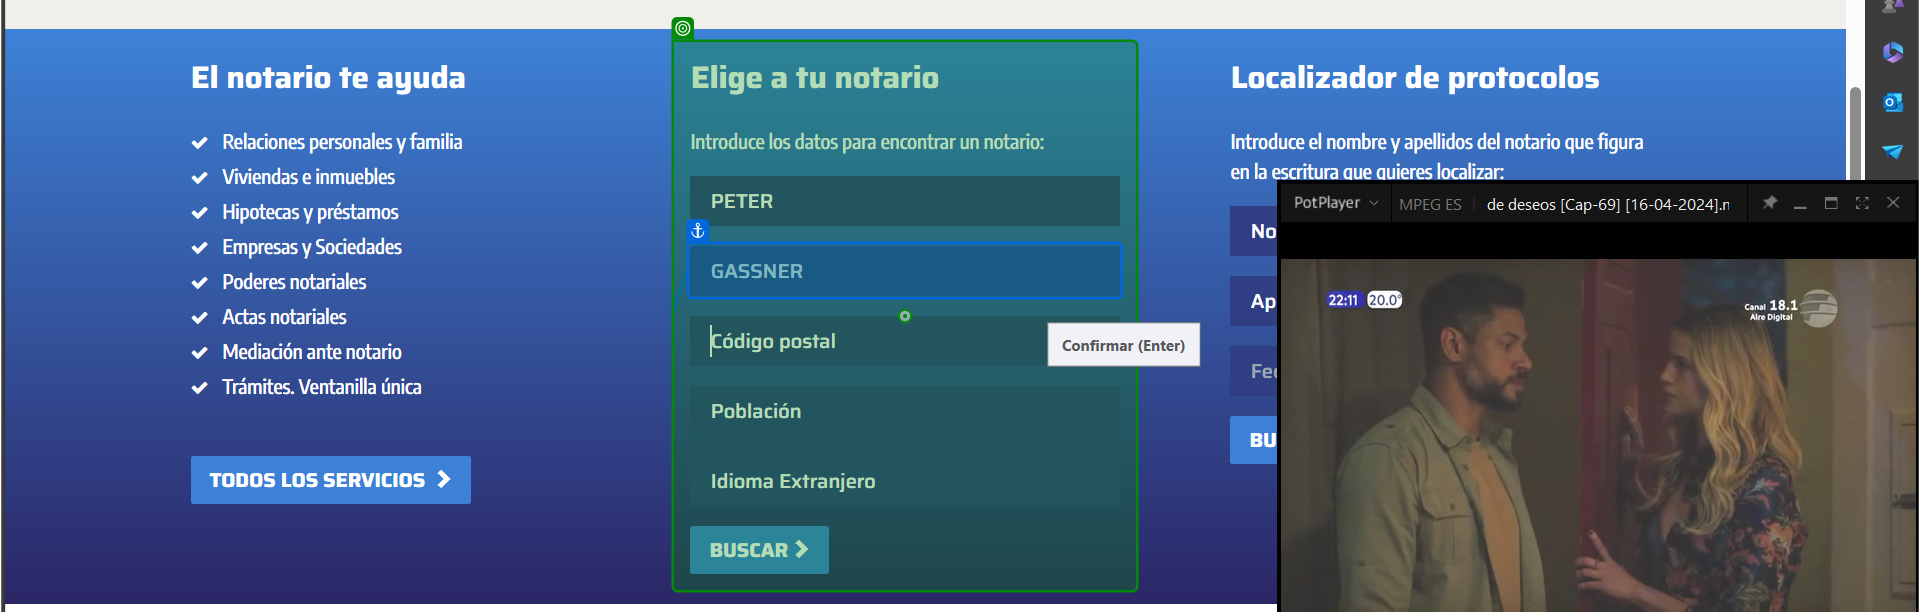 El notario te ayuda
Relaciones personales y familia
Viviendas e inmuebles
Hipotecas y préstamos
Empresas y Sociedades
Poderes notariales
Actas notariales
Mediación ante notario
Trámites. Ventanilla única
TODOS LOS SERVICIOS
Elige a tu notario
Introduce los datos para encontrar un notario:
PETER
GASSNER
Código postal
Confirmar (Enter)
Población
Idioma Extranjero
BUSCAR
Localizador de protocolos
Introduce el nombre y apellidos del notario que figura
en la escritura que quieres localizar:
No
Ap
Fec
BU
PotPlayer
MPEG ES
de deseos [Cap-69] [16-04-2024].m
22:11 20.0°
Canal 18.1
Aire Digital